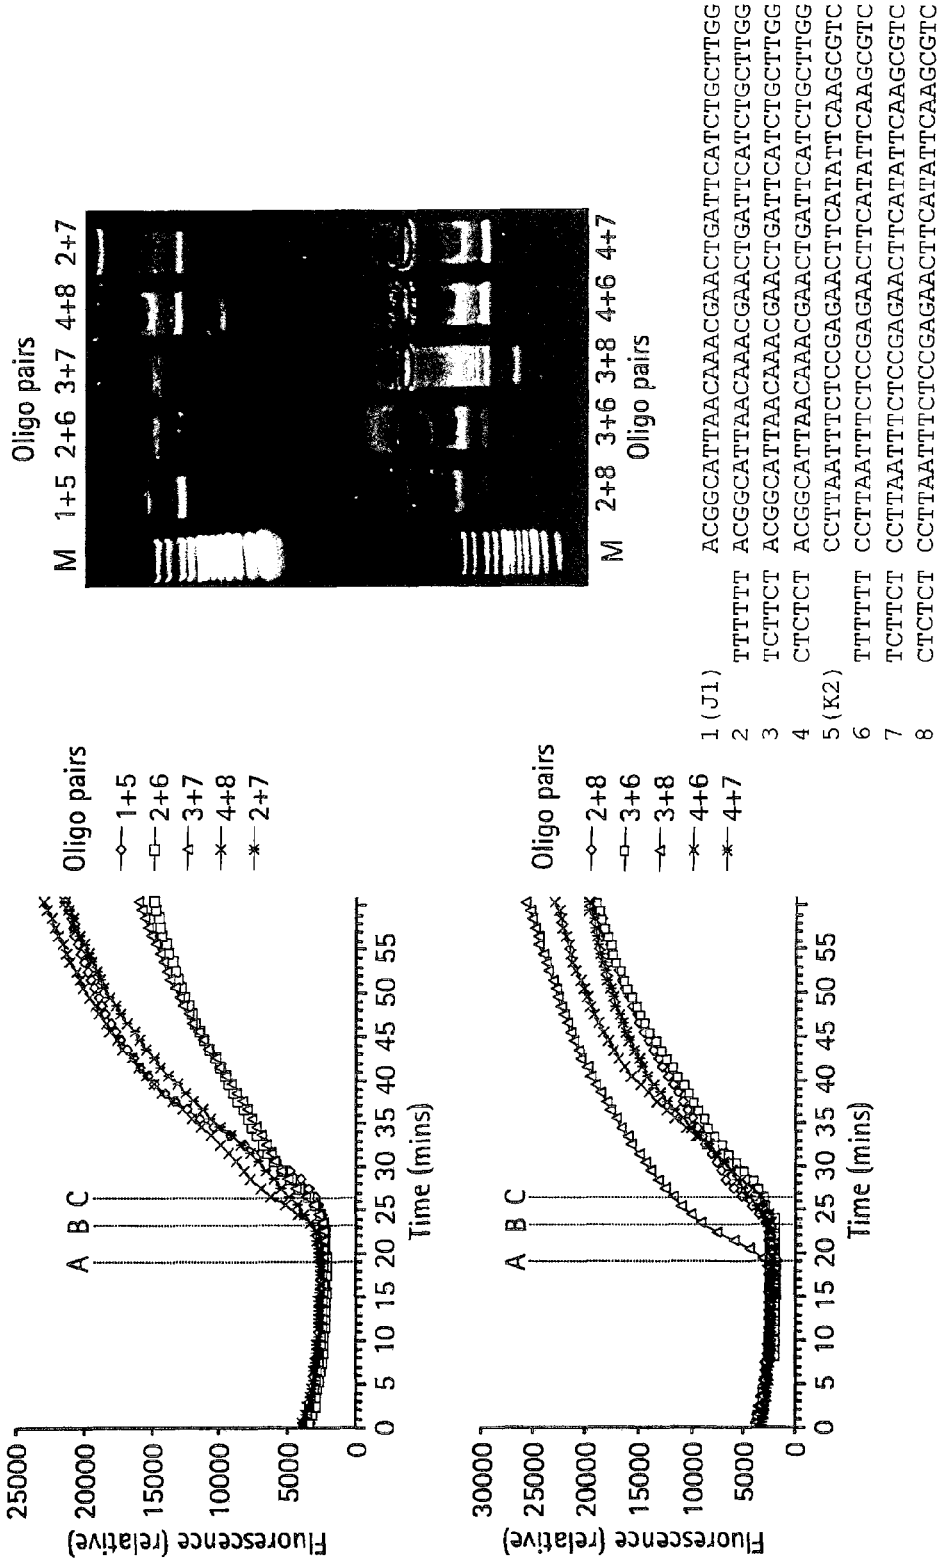 25000
20000
15000
10000
5000
0
Fluorescence (relative)
A
B
C
0 5 10 15 20 25 30 35 40 45 50 55
Time (mins)
Oligo pairs
1+5
2+6
3+7
4+8
2+7
30000
25000
20000
15000
10000
5000
0
Fluorescence (relative)
A
B
C
0 5 10 15 20 25 30 35 40 45 50 55
Time (mins)
Oligo pairs
2+8
3+6
3+8
4+6
4+7
Oligo pairs
M 1+5 2+6 3+7 4+8 2+7
M 2+8 3+6 3+8 4+6 4+7
Oligo pairs
1(J1) ACGGCATTAACAAACGAACTGATTCATCTGCTTGG
2 TTTTTT ACGGCATTAACAAACGAACTGATTCATCTGCTTGG
3 TCTTCT ACGGCATTAACAAACGAACTGATTCATCTGCTTGG
4 CTCTCT ACGGCATTAACAAACGAACTGATTCATCTGCTTGG
5(K2) CCTTAATTTCTCCGAGAACTTCATATTCAAGCGTC
6 TTTTTT CCTTAATTTCTCCGAGAACTTCATATTCAAGCGTC
7 TCTTCT CCTTAATTTCTCCGAGAACTTCATATTCAAGCGTC
8 CTCTCT CCTTAATTTCTCCGAGAACTTCATATTCAAGCGTC